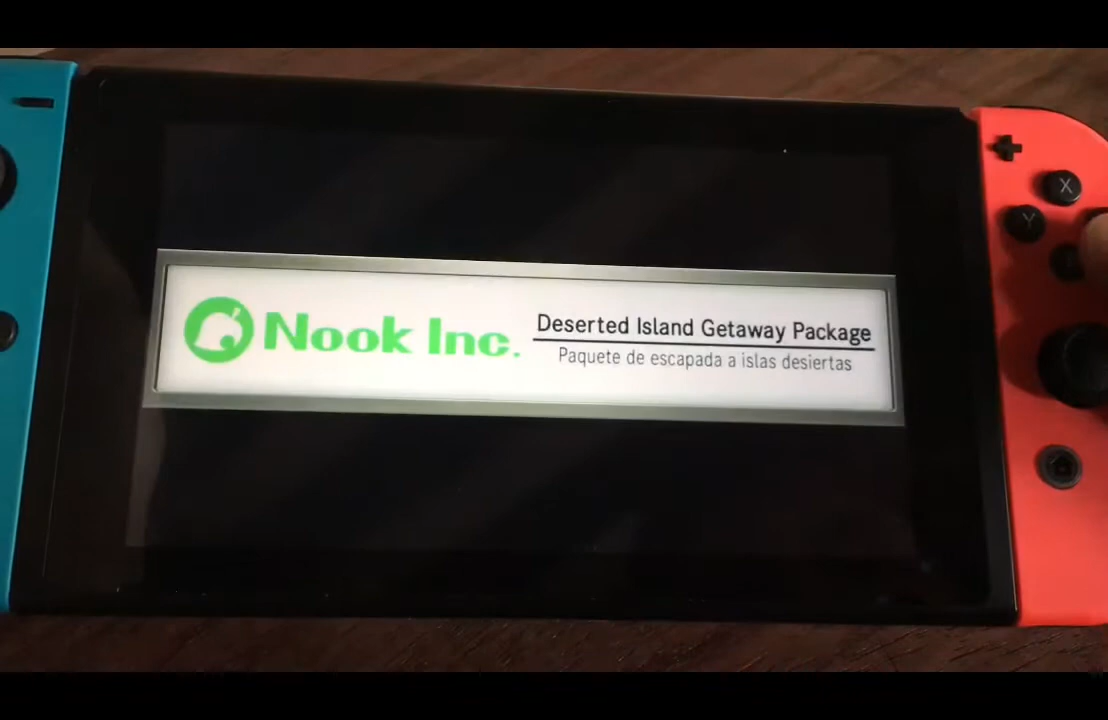 Nook Inc.
Deserted Island Getaway Package
Paquete de escapada a islas desiertas
X
Y